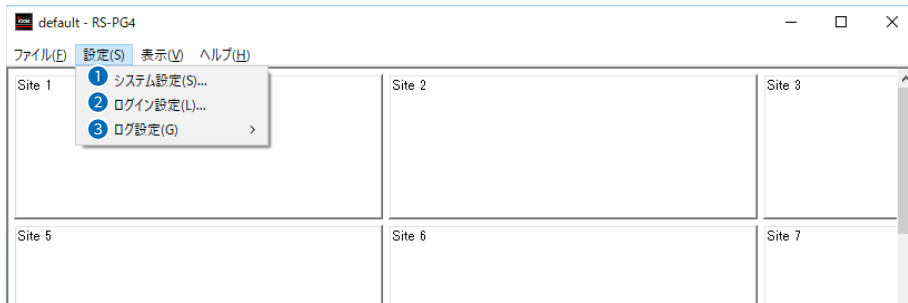 default - RS-PG4
ファイル(F) 設定(S) 表示(V) ヘルプ(H)
1 システム設定(S)...
2 ログイン設定(L)...
3 ログ設定(G)
Site 1 Site 2 Site 3
Site 5 Site 6 Site 7